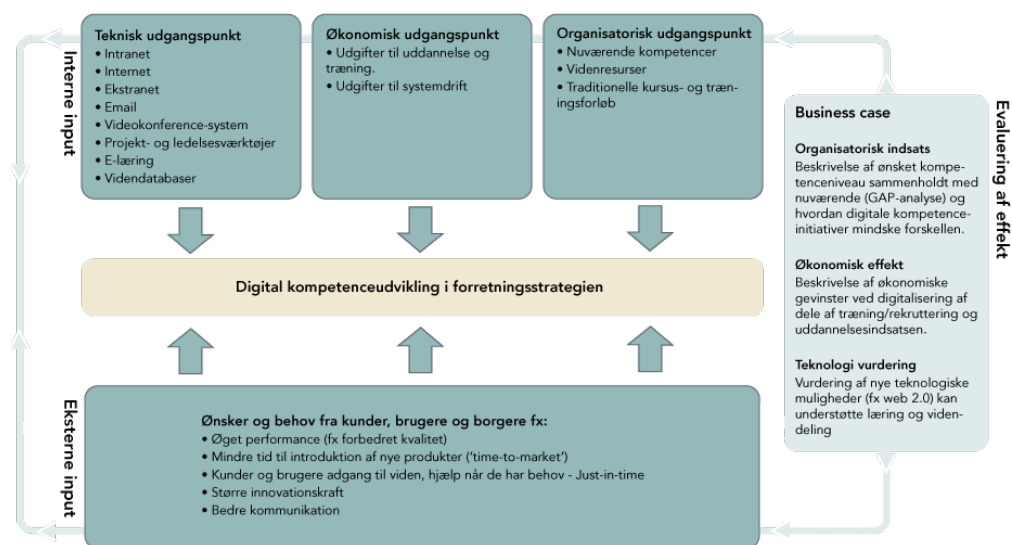 Interne input
Teknisk udgangspunkt
• Intranet
• Internet
• Ekstranet
• Email
• Videokonference-system
• Projekt- og ledelsesværktøjer
• E-læring
• Videndatabaser
Økonomisk udgangspunkt
• Udgifter til uddannelse og
træning.
• Udgifter til systemdrift
Organisatorisk udgangspunkt
• Nuværende kompetencer
• Videnresurser
• Traditionelle kursus- og træn-
ingsforløb
Digital kompetenceudvikling i forretningsstrategien
Eksterne input
Ønsker og behov fra kunder, brugere og borgere fx:
• Øget performance (fx forbedret kvalitet)
• Mindre tid til introduktion af nye produkter (‘time-to-market’)
• Kunder og brugere adgang til viden, hjælp når de har behov - Just-in-time
• Større innovationskraft
• Bedre kommunikation
Business case
Organisatorisk indsats
Beskrivelse af ønsket kompe-
tenceniveau sammenholdt med
nuværende (GAP-analyse) og
hvordan digitale kompetence-
initiativer mindske forskellen.
Økonomisk effekt
Beskrivelse af økonomiske
gevinster ved digitalisering af
dele af træning/rekruttering og
uddannelsesindsatsen.
Teknologi vurdering
Vurdering af nye teknologiske
muligheder (fx web 2.0) kan
understøtte læring og viden-
deling
Evaluering af effekt